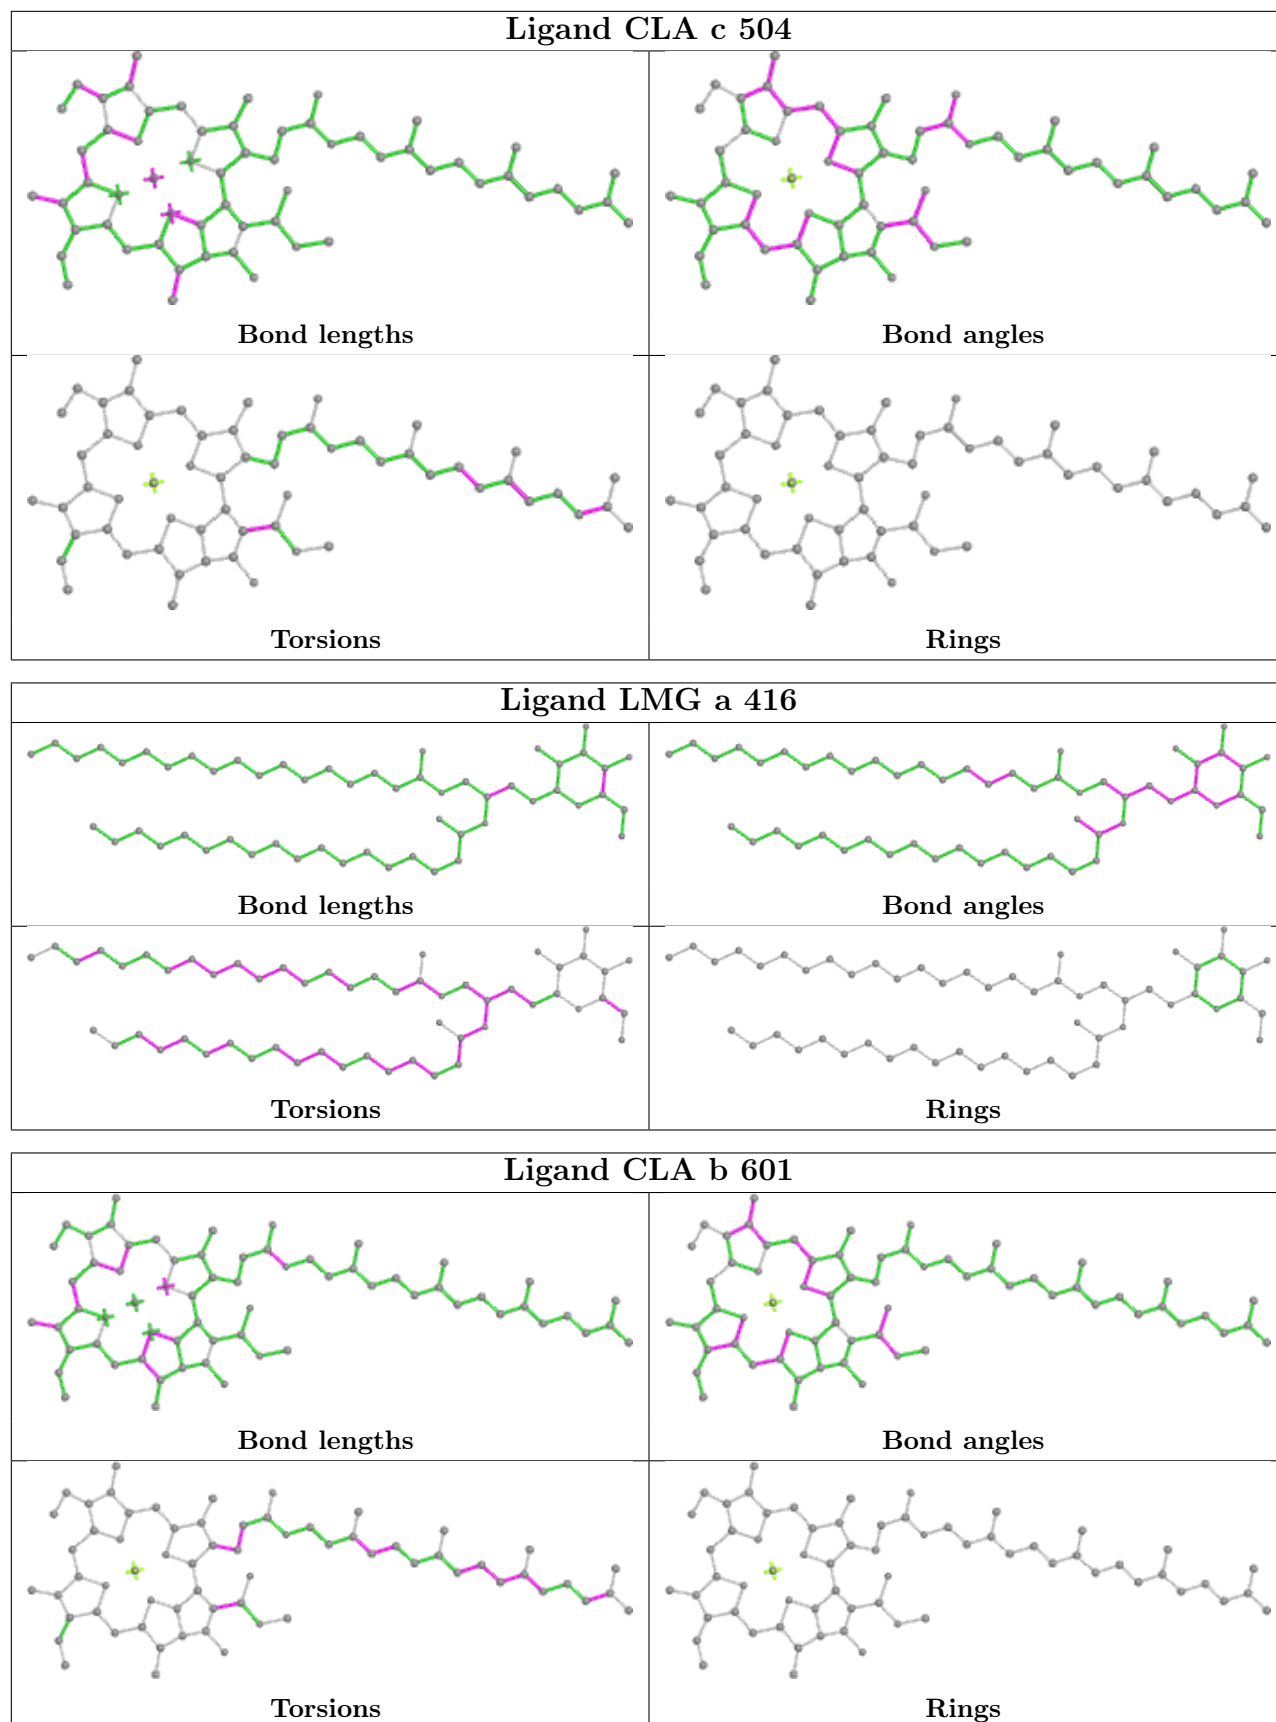 Ligand CLA c 504
Bond lengths
Bond angles
Torsions
Rings
Ligand LMG a 416
Bond lengths
Bond angles
Torsions
Rings
Ligand CLA b 601
Bond lengths
Bond angles
Torsions
Rings